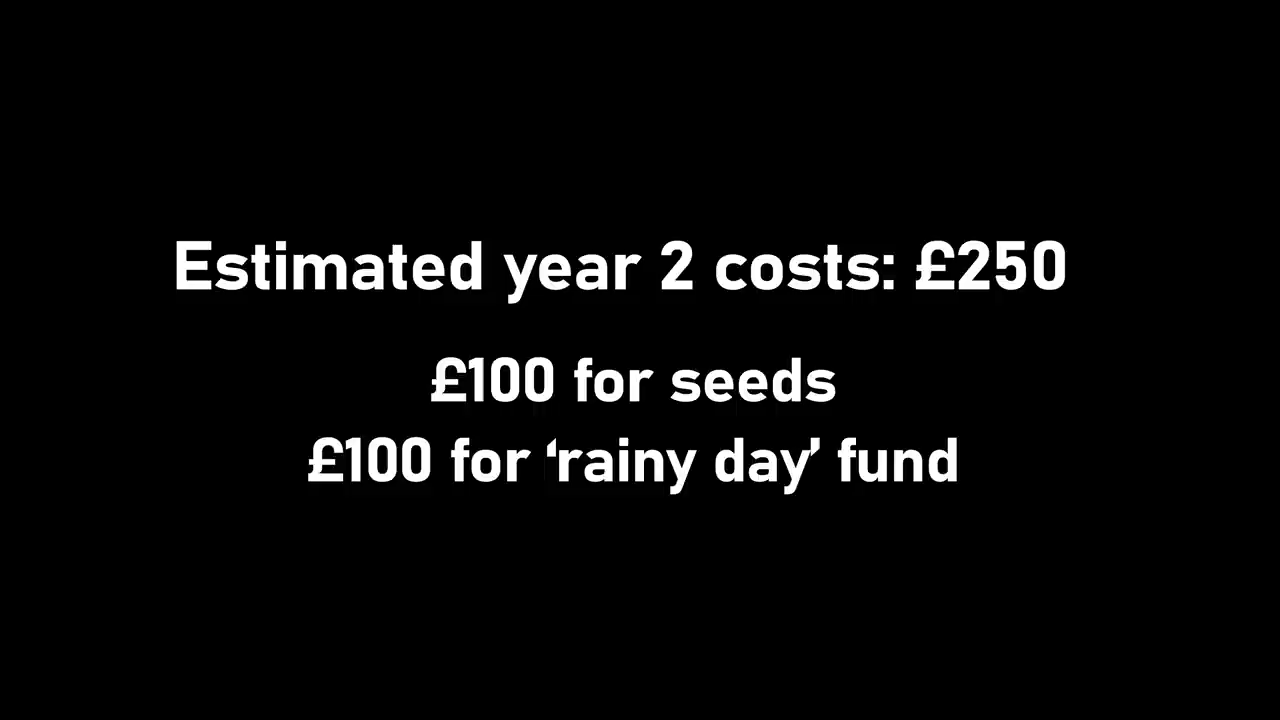 Estimated year 2 costs: £250
£100 for seeds
£100 for ‘rainy day’ fund